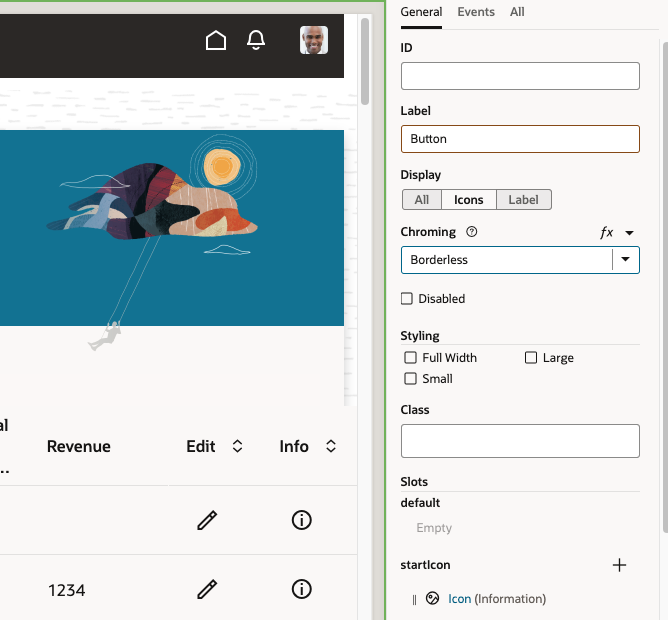 General Events All
ID
Label
Button
Display
All Icons Label
Chroming fx
Borderless
Disabled
Styling
Full Width Large
Small
Class
Slots
default
Empty
startIcon
Icon (Information)
al
...
Revenue Edit Info
1234